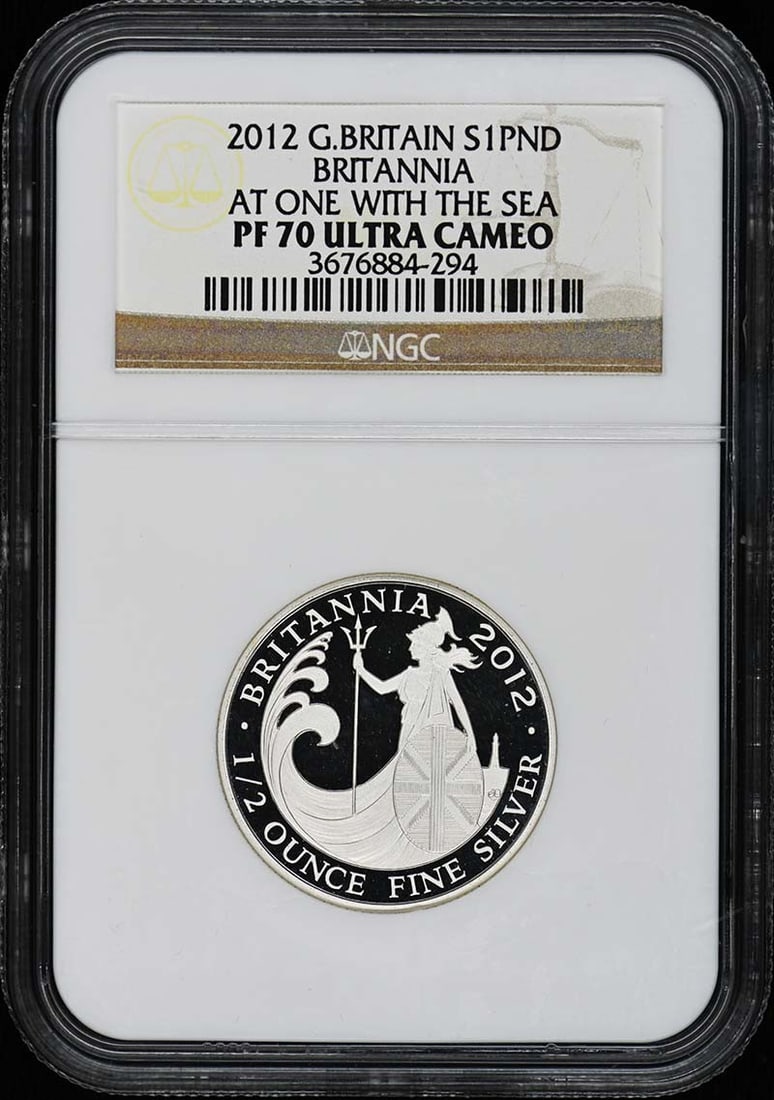 2012 G.BRITAIN S1PND
BRITANNIA
AT ONE WITH THE SEA
PF 70 ULTRA CAMEO
3676884-294
NGC
· BRITANNIA 2012 ·
1/2 OUNCE FINE SILVER